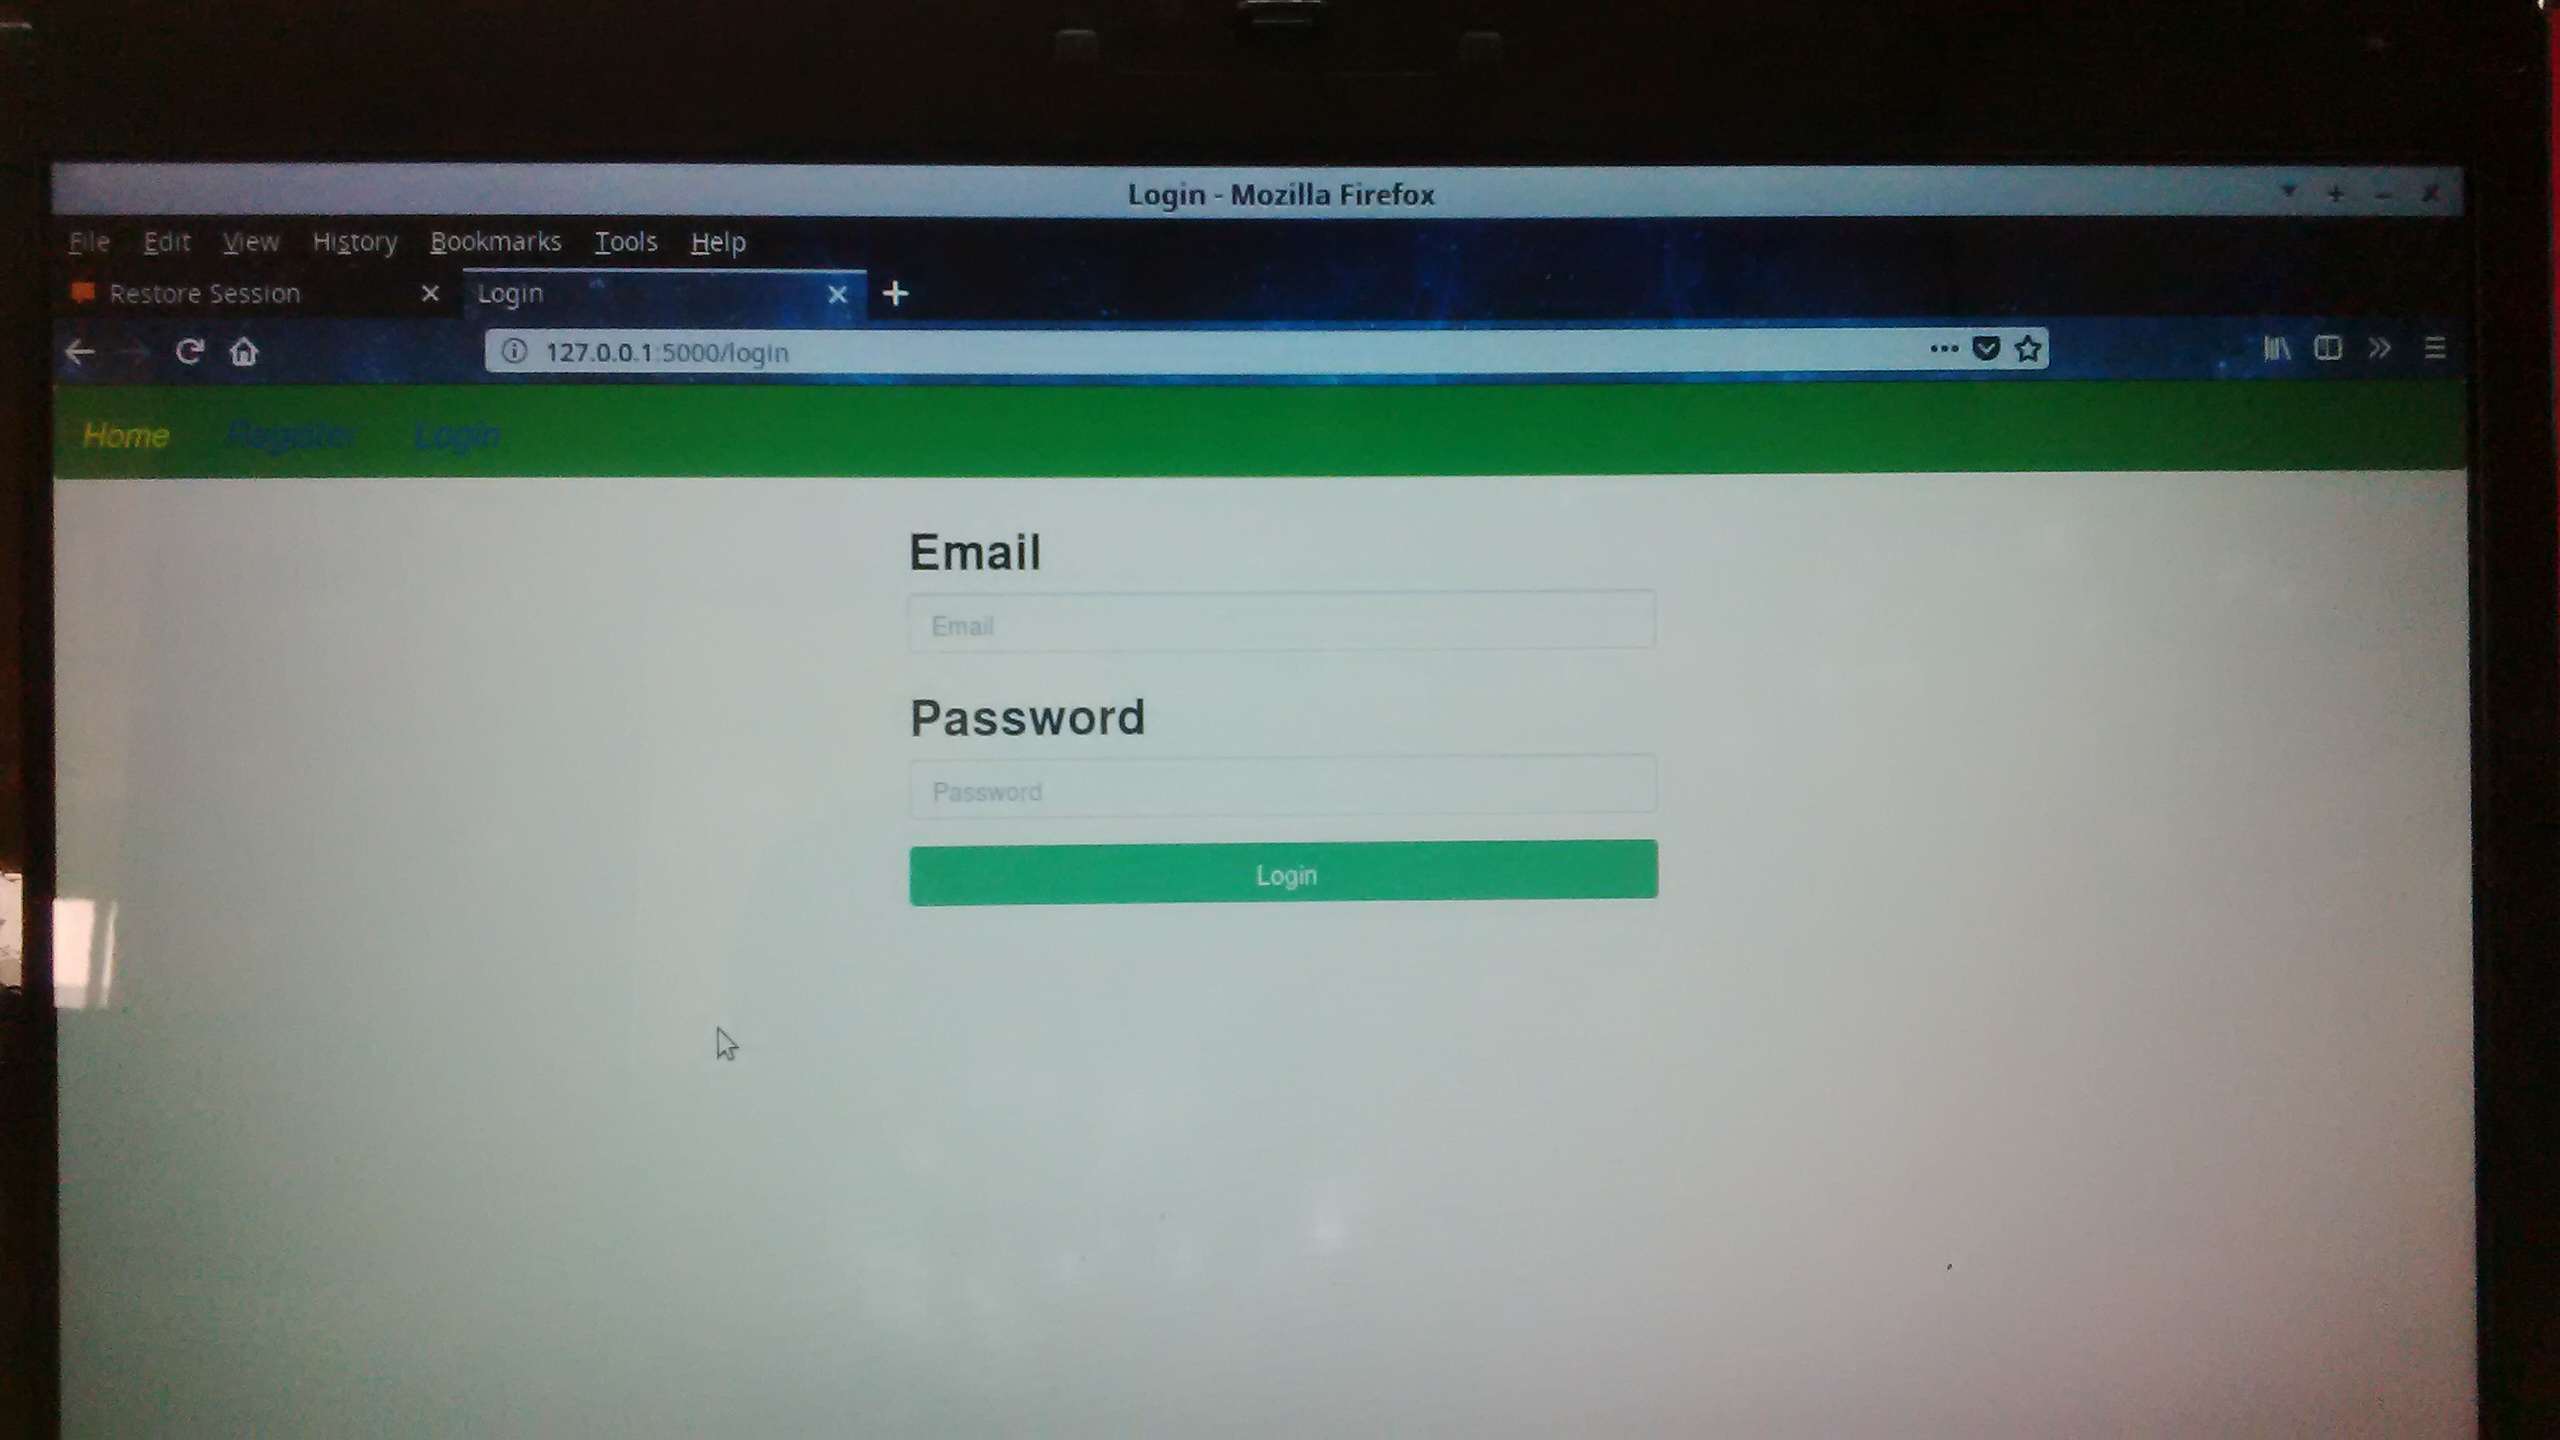 Login - Mozilla Firefox
File Edit View History Bookmarks Tools Help
Restore Session Login
127.0.0.1:5000/login
Home Register Login
Email
Email
Password
Password
Login